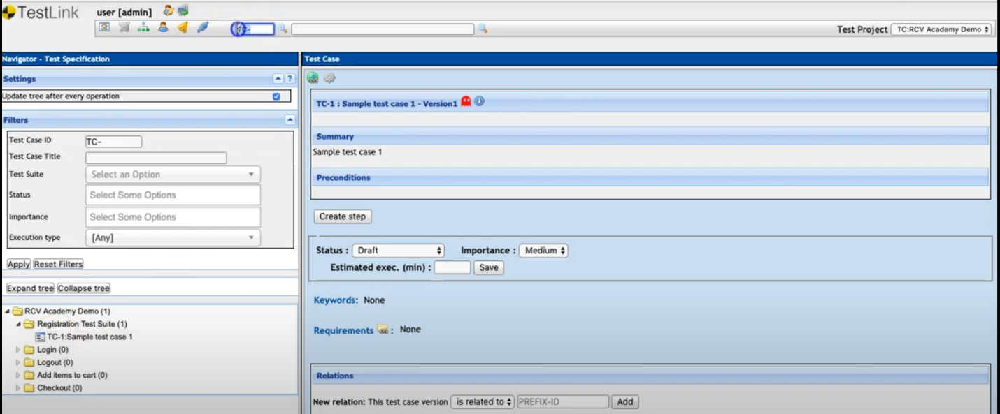 TestLink
user [admin]
TC-
Test Project TC:RCV Academy Demo
Navigator - Test Specification
Settings
?
Update tree after every operation
Filters
Test Case ID TC-
Test Case Title
Test Suite Select an Option
Status Select Some Options
Importance Select Some Options
Execution type [Any]
Apply Reset Filters
Expand tree Collapse tree
RCV Academy Demo (1)
Registration Test Suite (1)
TC-1:Sample test case 1
Login (0)
Logout (0)
Add items to cart (0)
Checkout (0)
Test Case
TC-1 : Sample test case 1 - Version1
Summary
Sample test case 1
Preconditions
Create step
Status : Draft Importance : Medium
Estimated exec. (min) : Save
Keywords: None
Requirements : None
Relations
New relation: This test case version is related to PREFIX-ID Add